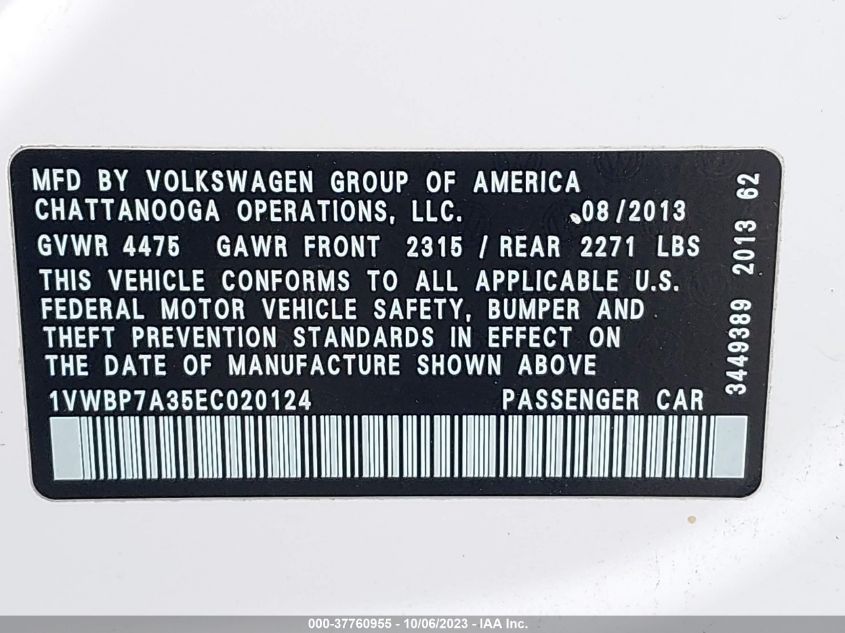 MFD BY VOLKSWAGEN GROUP OF AMERICA
CHATTANOOGA OPERATIONS, LLC. 08/2013
GVWR 4475 GAWR FRONT 2315 / REAR 2271 LBS
THIS VEHICLE CONFORMS TO ALL APPLICABLE U.S.
FEDERAL MOTOR VEHICLE SAFETY, BUMPER AND
THEFT PREVENTION STANDARDS IN EFFECT ON
THE DATE OF MANUFACTURE SHOWN ABOVE
1VWBP7A35EC020124 PASSENGER CAR
3449389 2013 62
000-37760955 - 10/06/2023 - IAA Inc.